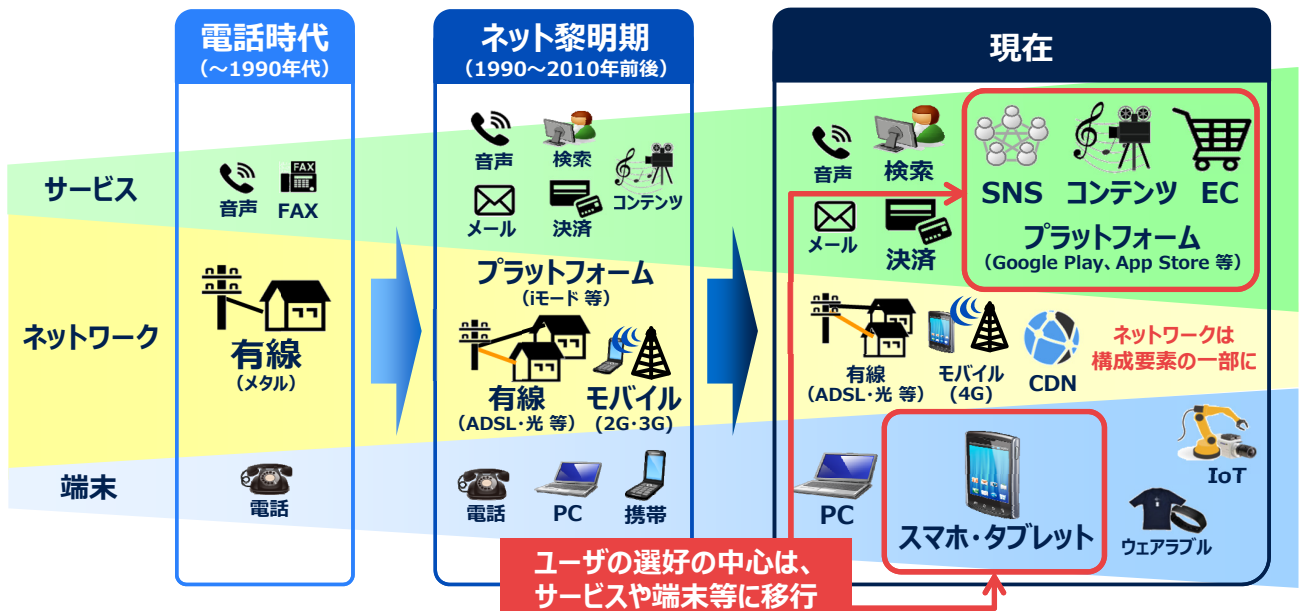 電話時代
（～1990年代）
ネット黎明期
（1990～2010年前後）
現在
サービス
音声
FAX
FAX
音声
検索
コンテンツ
メール
決済
音声
検索
メール
決済
SNS
コンテンツ
EC
プラットフォーム
（Google Play、App Store 等）
ネットワーク
有線
（メタル）
プラットフォーム
（iモード 等）
有線
（ADSL･光 等）
モバイル
（2G･3G）
有線
（ADSL･光 等）
モバイル
（4G）
CDN
ネットワークは
構成要素の一部に
端末
電話
電話
PC
携帯
PC
スマホ・タブレット
IoT
ウェアラブル
ユーザの選好の中心は、
サービスや端末等に移行